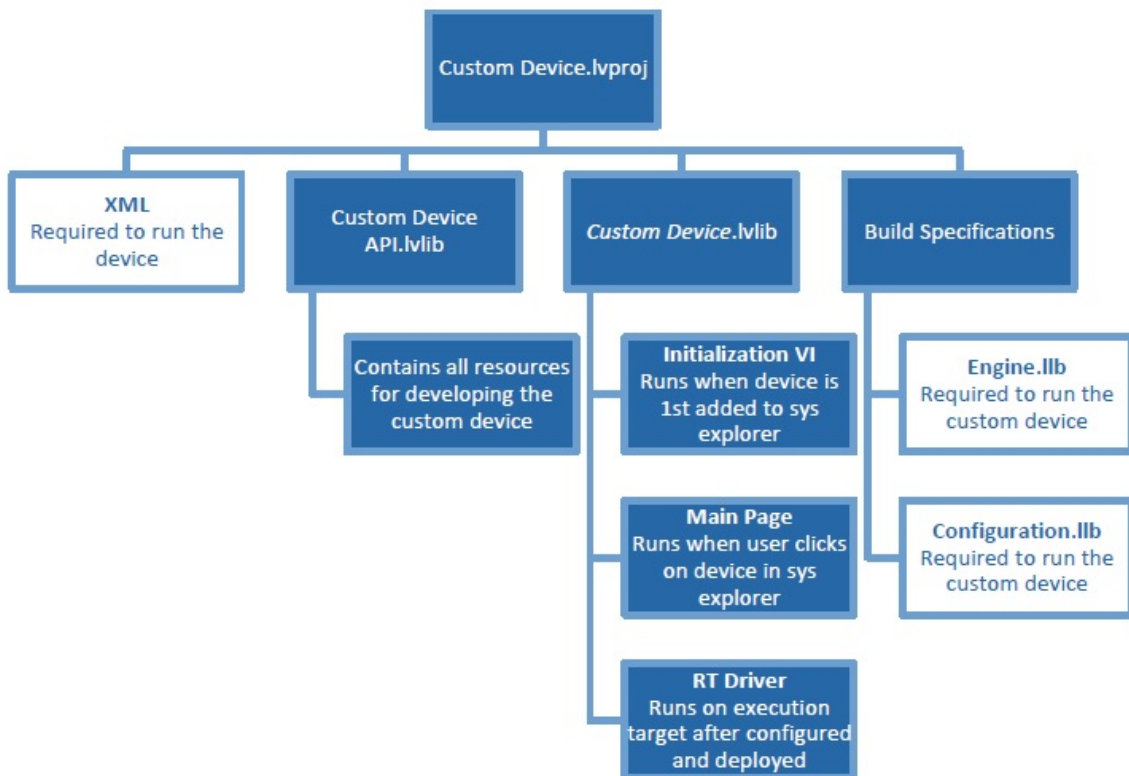 Custom Device.lvproj
XML
Required to run the
device
Custom Device
API.lvlib
Custom Device.lvlib
Build Specifications
Contains all resources
for developing the
custom device
Initialization VI
Runs when device is
1st added to sys
explorer
Main Page
Runs when user clicks
on device in sys
explorer
RT Driver
Runs on execution
target after configured
and deployed
Engine.llb
Required to run the
custom device
Configuration.llb
Required to run the
custom device